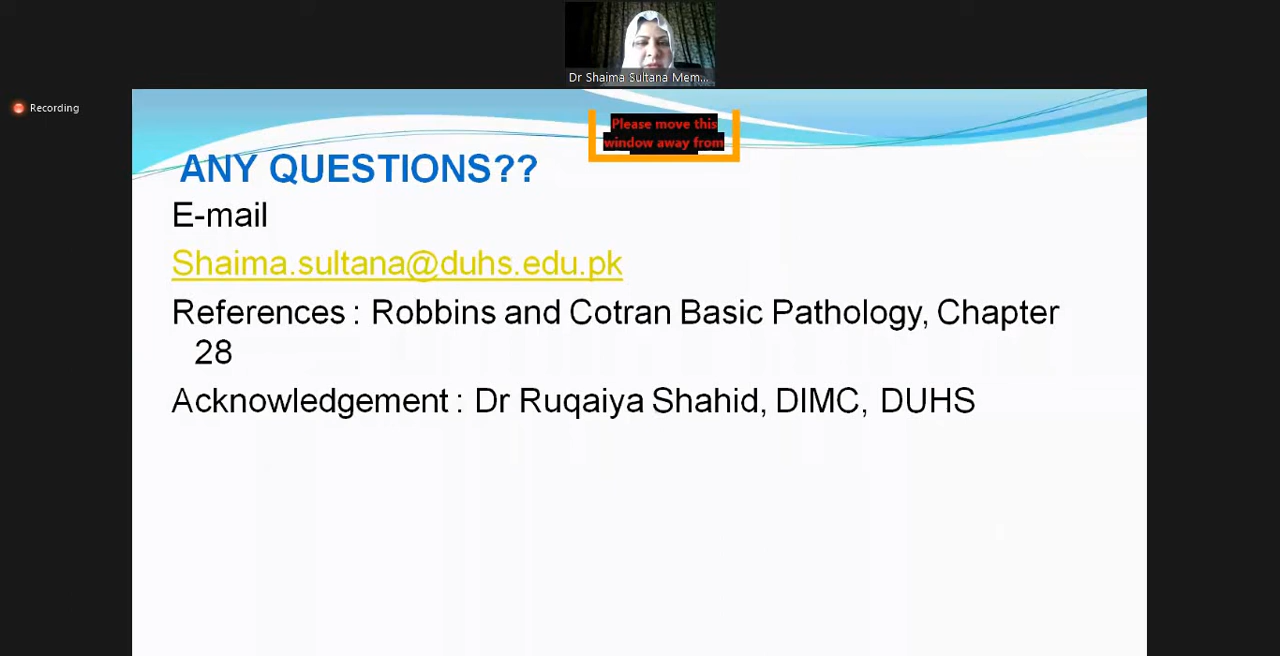 Dr Shaima Sultana Mem...
Recording
Please move this
window away from
ANY QUESTIONS??
E-mail
Shaima.sultana@duhs.edu.pk
References : Robbins and Cotran Basic Pathology, Chapter
28
Acknowledgement : Dr Ruqaiya Shahid, DIMC, DUHS